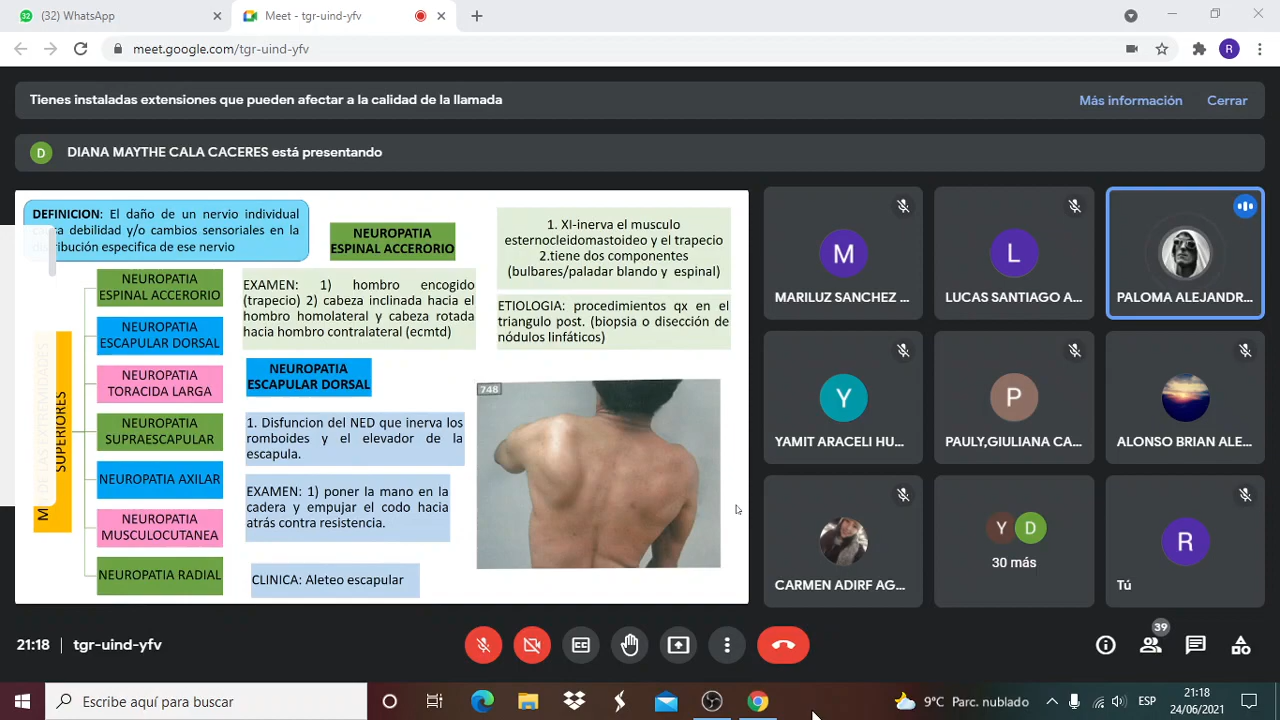 (32) WhatsApp
Meet - tgr-uind-yfv
meet.google.com/tgr-uind-yfv
R
Tienes instaladas extensiones que pueden afectar a la calidad de la llamada
Más información
Cerrar
D
DIANA MAYTHE CALA CACERES está presentando
DEFINICION: El daño de un nervio individual
debilidad y/o cambios sensoriales en la
distribución especifica de ese nervio
NEUROPATIA
ESPINAL ACCERORIO
1. XI-inerva el musculo
esternocleidomastoideo y el trapecio
2.tiene dos componentes
(bulbares/paladar blando y espinal)
NEUROPATIA
ESPINAL ACCERORIO
NEUROPATIA
ESCAPULAR DORSAL
NEUROPATIA
TORACIDA LARGA
NEUROPATIA
SUPRAESCAPULAR
NEUROPATIA AXILAR
NEUROPATIA
MUSCULOCUTANEA
NEUROPATIA RADIAL
M DE LAS EXTREMIDADES
SUPERIORES
EXAMEN: 1) hombro encogido
(trapecio) 2) cabeza inclinada hacia el
hombro homolateral y cabeza rotada
hacia hombro contralateral (ecmtd)
ETIOLOGIA: procedimientos qx en el
triangulo post. (biopsia o disección de
nódulos linfáticos)
NEUROPATIA
ESCAPULAR DORSAL
1. Disfuncion del NED que inerva los
romboides y el elevador de la
escapula.
EXAMEN: 1) poner la mano en la
cadera y empujar el codo hacia
atrás contra resistencia.
CLINICA: Aleteo escapular
748
M
MARILUZ SANCHEZ ...
L
LUCAS SANTIAGO A...
PALOMA ALEJANDR...
Y
YAMIT ARACELI HU...
P
PAULY,GIULIANA CA...
ALONSO BRIAN ALE...
CARMEN ADIRF AG...
Y D
30 más
R
Tú
21:18 | tgr-uind-yfv
39
Escribe aquí para buscar
9°C Parc. nublado
ESP
21:18
24/06/2021